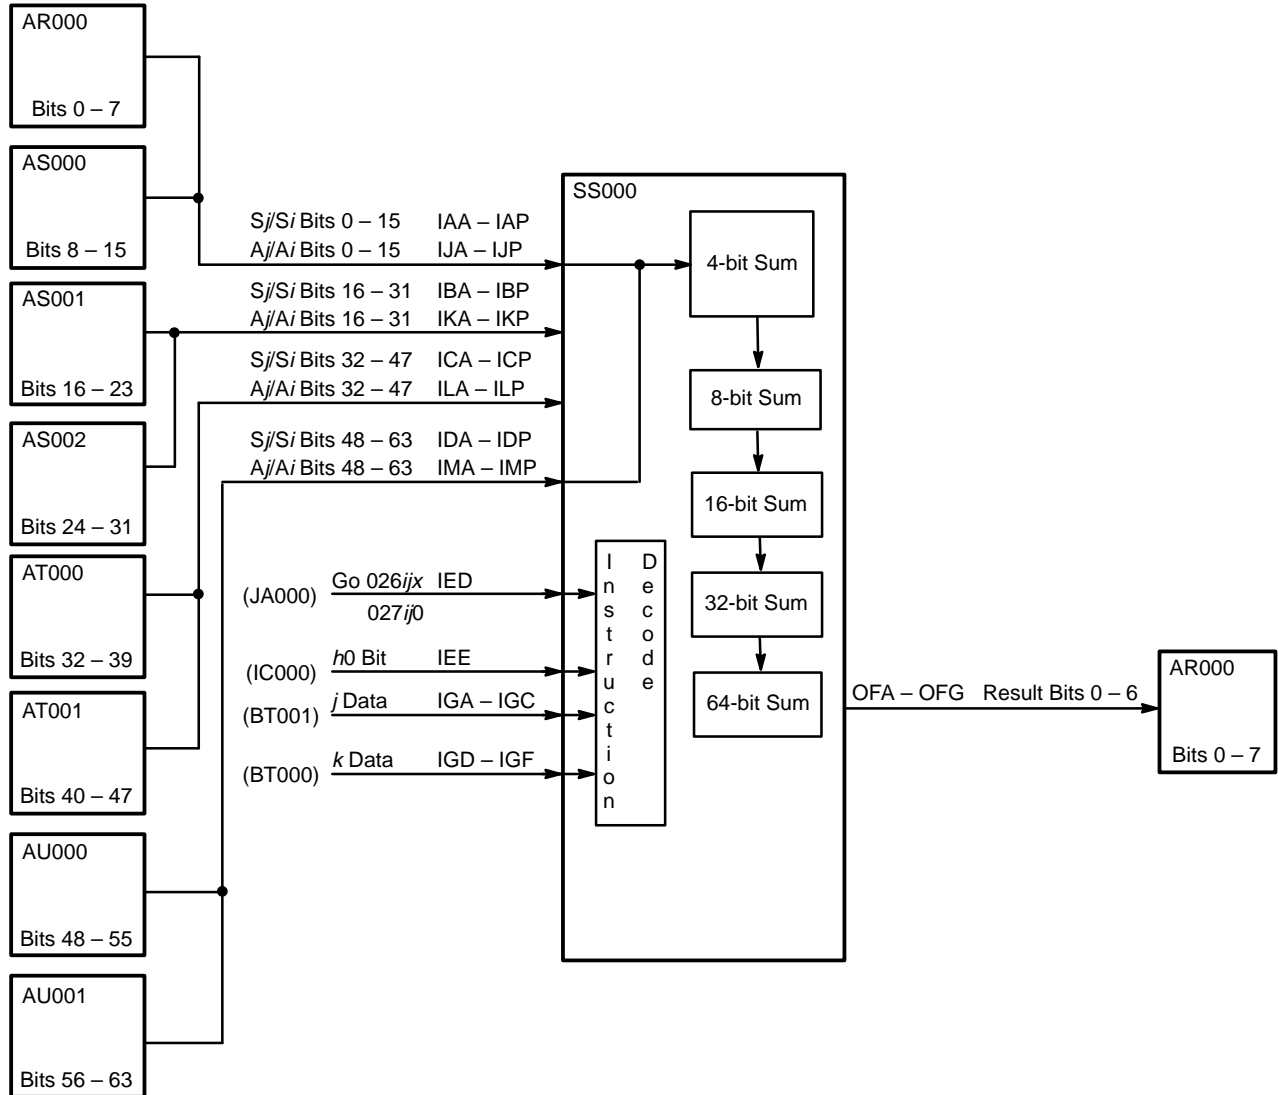 AR000
Bits 0 – 7
AS000
Bits 8 – 15
AS001
Bits 16 – 23
AS002
Bits 24 – 31
AT000
Bits 32 – 39
AT001
Bits 40 – 47
AU000
Bits 48 – 55
AU001
Bits 56 – 63
Sj/Si Bits 0 – 15 IAA – IAP
Aj/Ai Bits 0 – 15 IJA – IJP
Sj/Si Bits 16 – 31 IBA – IBP
Aj/Ai Bits 16 – 31 IKA – IKP
Sj/Si Bits 32 – 47 ICA – ICP
Aj/Ai Bits 32 – 47 ILA – ILP
Sj/Si Bits 48 – 63 IDA – IDP
Aj/Ai Bits 48 – 63 IMA – IMP
(JA000) Go 026ijx IED
027ij0
(IC000) h0 Bit IEE
(BT001) j Data IGA – IGC
(BT000) k Data IGD – IGF
SS000
Instruction
Decode
4-bit Sum
8-bit Sum
16-bit Sum
32-bit Sum
64-bit Sum
OFA – OFG Result Bits 0 – 6
AR000
Bits 0 – 7